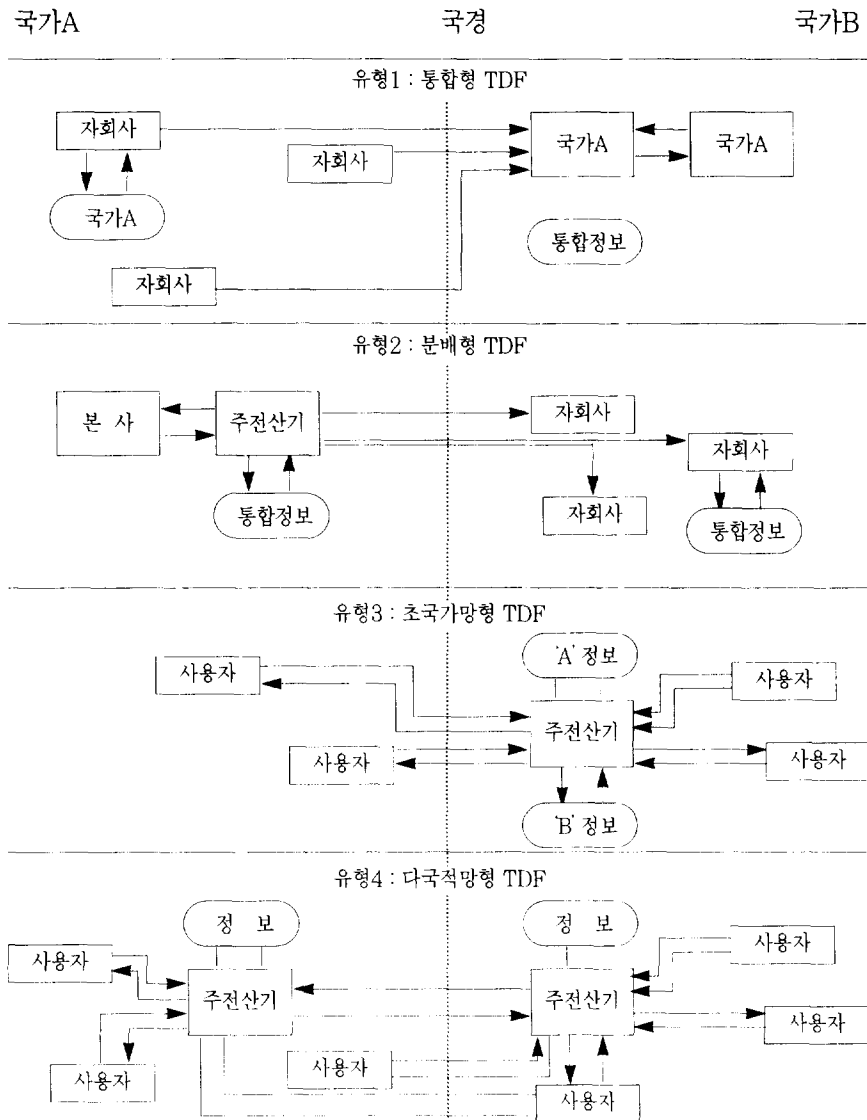 국가A 국경 국가B
유형1 : 통합형 TDF
자회사
국가A
국가A
자회사
국가A
통합정보
자회사
유형2 : 분배형 TDF
본 사
주전산기
자회사
자회사
통합정보
자회사
통합정보
유형3 : 초국가망형 TDF
'A' 정보
사용자
사용자
주전산기
사용자
사용자
'B' 정보
유형4 : 다국적망형 TDF
정 보
정 보
사용자
사용자
주전산기
주전산기
사용자
사용자
사용자
사용자